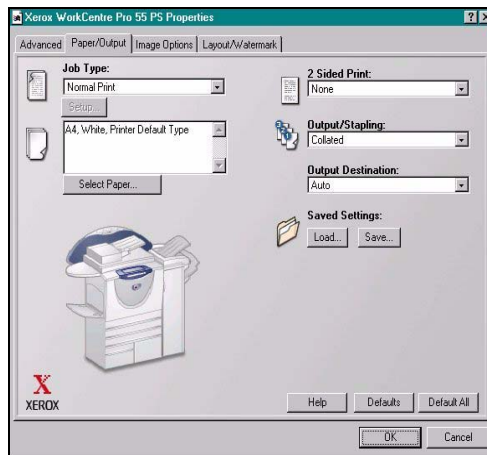 Xerox WorkCentre Pro 55 PS Properties
Advanced
Paper/Output
Image Options
Layout/Watermark
Job Type:
Normal Print
Setup...
A4, White, Printer Default Type
Select Paper...
2 Sided Print:
None
Output/Stapling:
Collated
Output Destination:
Auto
Saved Settings:
Load...
Save...
X
XEROX
Help
Defaults
Default All
OK
Cancel